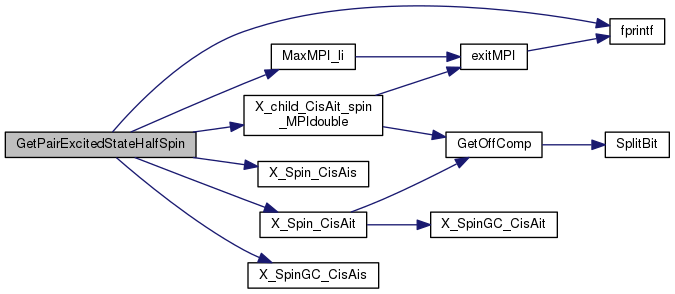 fprintf
MaxMPI_li
exitMPI
X_child_CisAit_spin
_MPIdouble
GetPairExcitedStateHalfSpin
GetOffComp
SplitBit
X_Spin_CisAis
X_Spin_CisAit
X_SpinGC_CisAit
X_SpinGC_CisAis